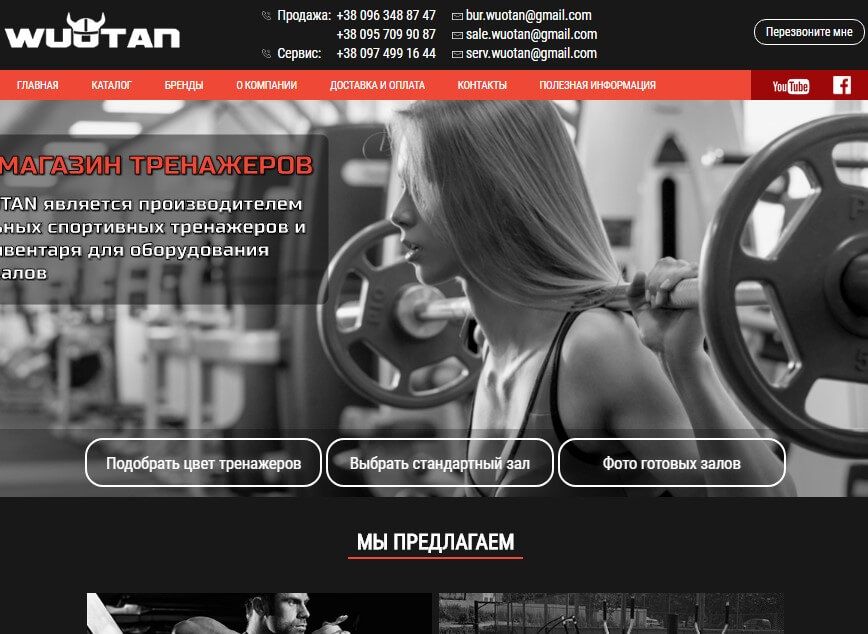 WUOTAN
Продажа: +38 096 348 87 47 bur.wuotan@gmail.com
+38 095 709 90 87 sale.wuotan@gmail.com
Сервис: +38 097 499 16 44 serv.wuotan@gmail.com
Перезвоните мне
ГЛАВНАЯ КАТАЛОГ БРЕНДЫ О КОМПАНИИ ДОСТАВКА И ОПЛАТА КОНТАКТЫ ПОЛЕЗНАЯ ИНФОРМАЦИЯ YouTube f
МАГАЗИН ТРЕНАЖЕРОВ
TAN является производителем
ьных спортивных тренажеров и
вентаря для оборудования
алов
Подобрать цвет тренажеров Выбрать стандартный зал Фото готовых залов
МЫ ПРЕДЛАГАЕМ